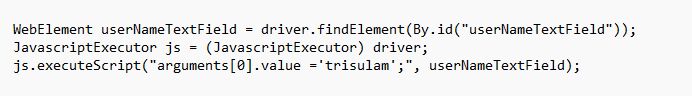 WebElement userNameTextField = driver.findElement(By.id("userNameTextField"));
JavascriptExecutor js = (JavascriptExecutor) driver;
js.executeScript("arguments[0].value ='trisulam';", userNameTextField);